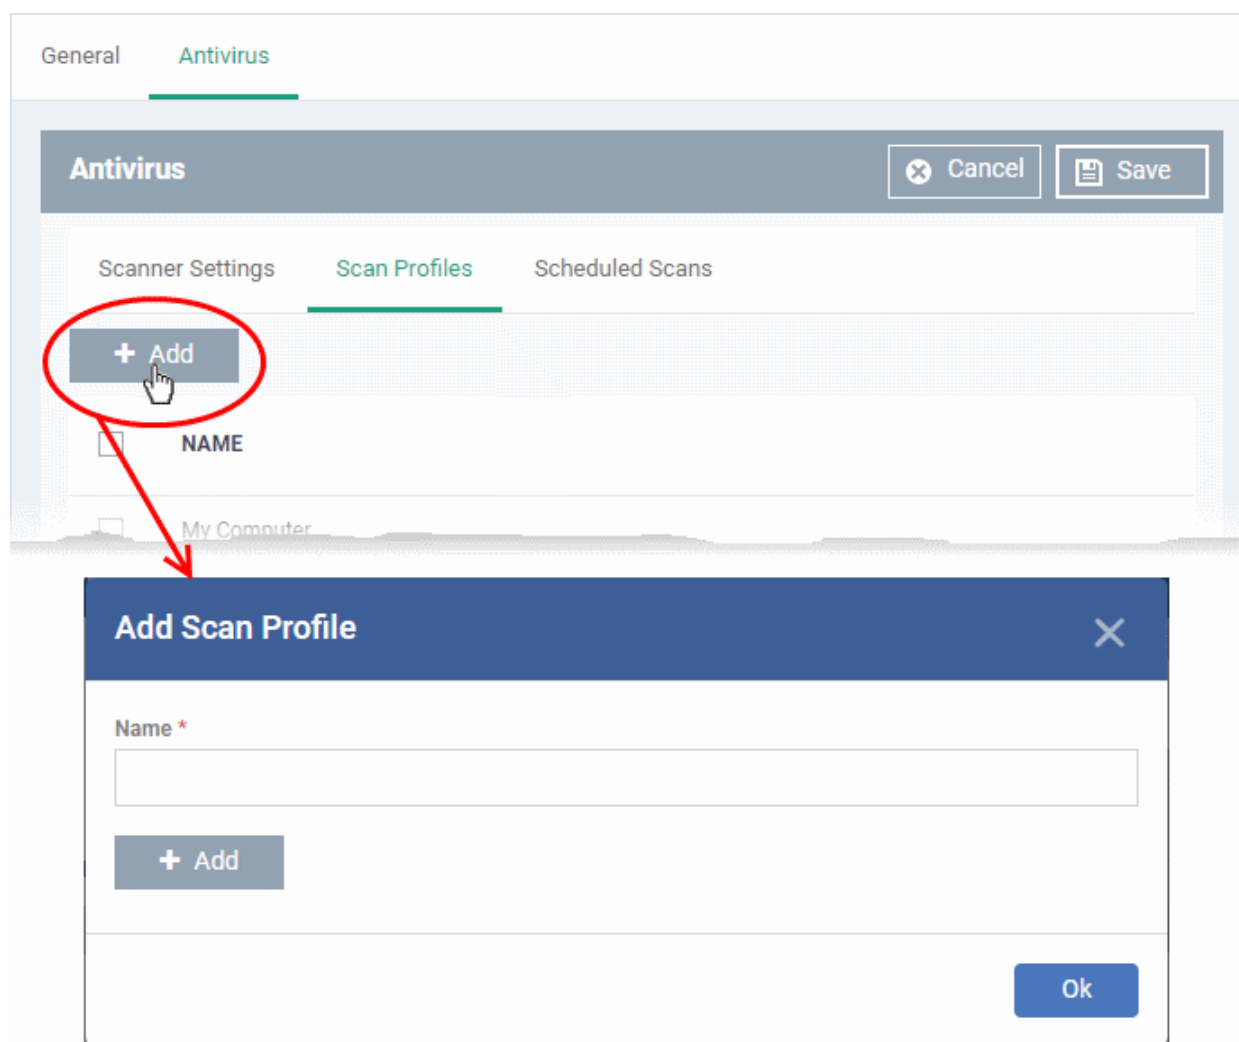 General Antivirus
Antivirus Cancel Save
Scanner Settings Scan Profiles Scheduled Scans
+ Add
NAME
My Computer
Add Scan Profile
Name *
+ Add
Ok